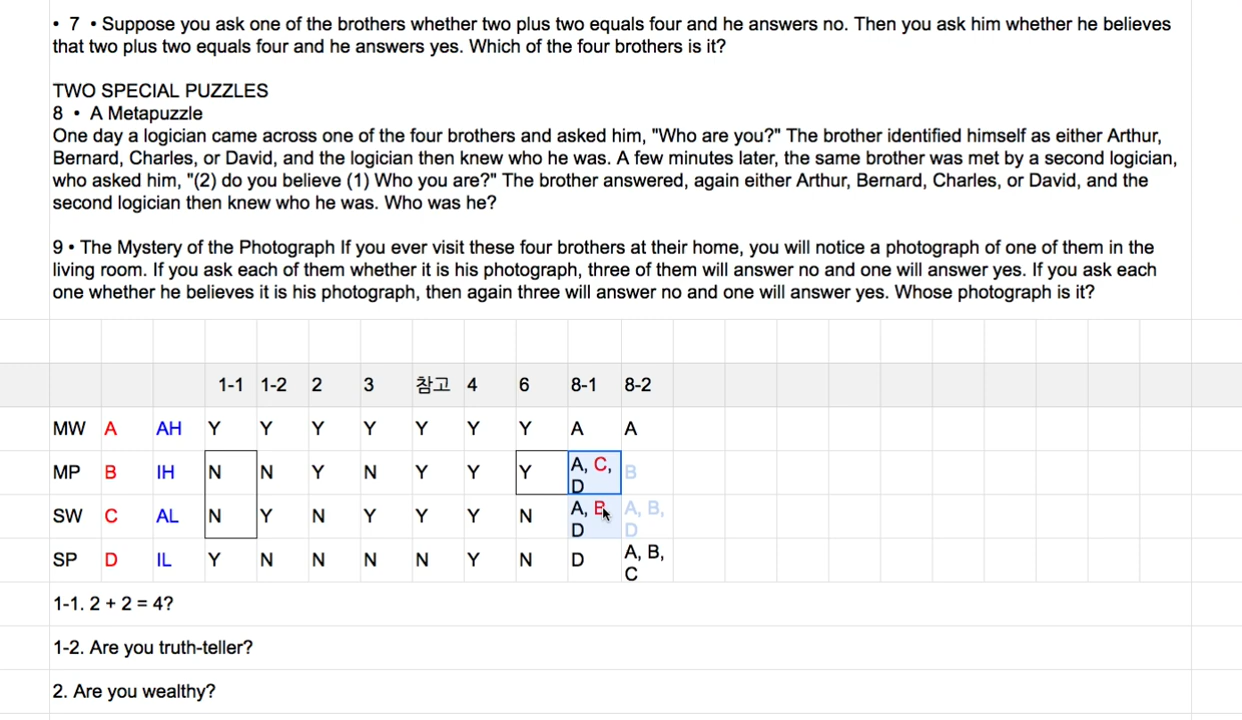 • 7 • Suppose you ask one of the brothers whether two plus two equals four and he answers no. Then you ask him whether he believes
that two plus two equals four and he answers yes. Which of the four brothers is it?
TWO SPECIAL PUZZLES
8 • A Metapuzzle
One day a logician came across one of the four brothers and asked him, "Who are you?" The brother identified himself as either Arthur,
Bernard, Charles, or David, and the logician then knew who he was. A few minutes later, the same brother was met by a second logician,
who asked him, "(2) do you believe (1) Who you are?" The brother answered, again either Arthur, Bernard, Charles, or David, and the
second logician then knew who he was. Who was he?
9 • The Mystery of the Photograph If you ever visit these four brothers at their home, you will notice a photograph of one of them in the
living room. If you ask each of them whether it is his photograph, three of them will answer no and one will answer yes. If you ask each
one whether he believes it is his photograph, then again three will answer no and one will answer yes. Whose photograph is it?
1-1 1-2 2 3 참고 4 6 8-1 8-2
MW A AH Y Y Y Y Y Y Y A A
MP B IH N N Y N Y Y Y A, C, D B
SW C AL N Y N Y Y Y N A, B, D A, B, D
SP D IL Y N N N N Y N D A, B, C
1-1. 2 + 2 = 4?
1-2. Are you truth-teller?
2. Are you wealthy?